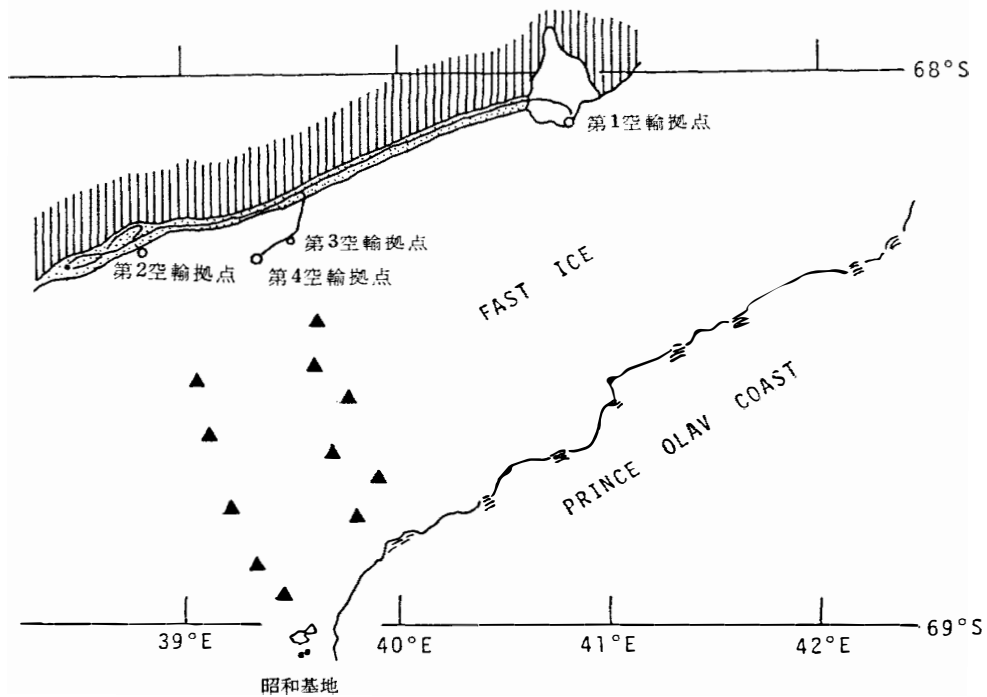 68°S
第1空輸拠点
第3空輸拠点
第2空輸拠点
第4空輸拠点
FAST ICE
PRINCE OLAV COAST
39°E
40°E
41°E
42°E
69°S
昭和基地